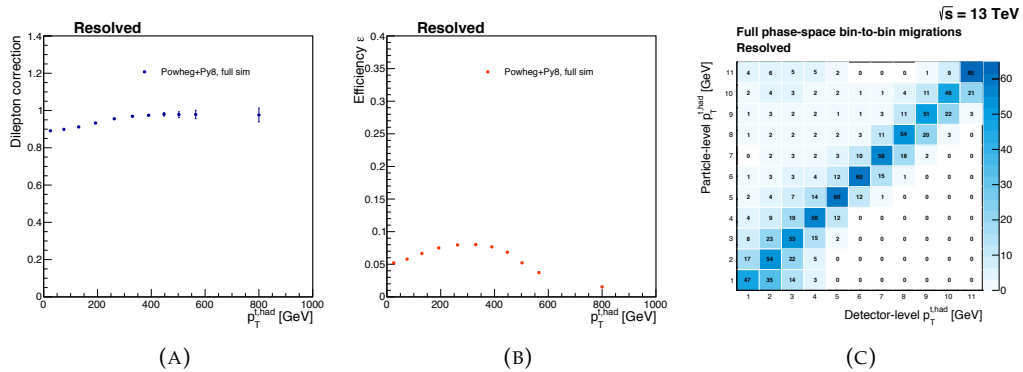 Resolved
Dilepton correction
1.4
1.2
1
0.8
0.6
0.4
0.2
0
Powheg+Py8, full sim
0 200 400 600 800 1000
p_T^{t,had} [GeV]
(A)
Resolved
Efficiency ε
0.4
0.35
0.3
0.25
0.2
0.15
0.1
0.05
0
Powheg+Py8, full sim
0 200 400 600 800 1000
p_T^{t,had} [GeV]
(B)
√s = 13 TeV
Full phase-space bin-to-bin migrations
Resolved
Particle-level p_T^{t,had} [GeV]
11 4 6 5 5 2 0 0 0 1 9
10 2 4 3 2 2 1 1 4 11 48 21
9 1 3 2 2 1 1 3 11 51 22 3
8 1 2 2 2 2 3 11 54 20 3 0
7 0 2 3 2 3 10 58 18 2 0 0
6 1 3 3 4 12 60 15 1 0 0 0
5 2 4 7 14 60 12 1 0 0 0 0
4 4 9 19 56 12 0 0 0 0 0 0
3 8 23 53 15 2 0 0 0 0 0 0
2 17 54 22 5 0 0 0 0 0 0 0
1 47 35 14 3 0 0 0 0 0 0 0
1 2 3 4 5 6 7 8 9 10 11
Detector-level p_T^{t,had} [GeV]
60
50
40
30
20
10
0
(C)